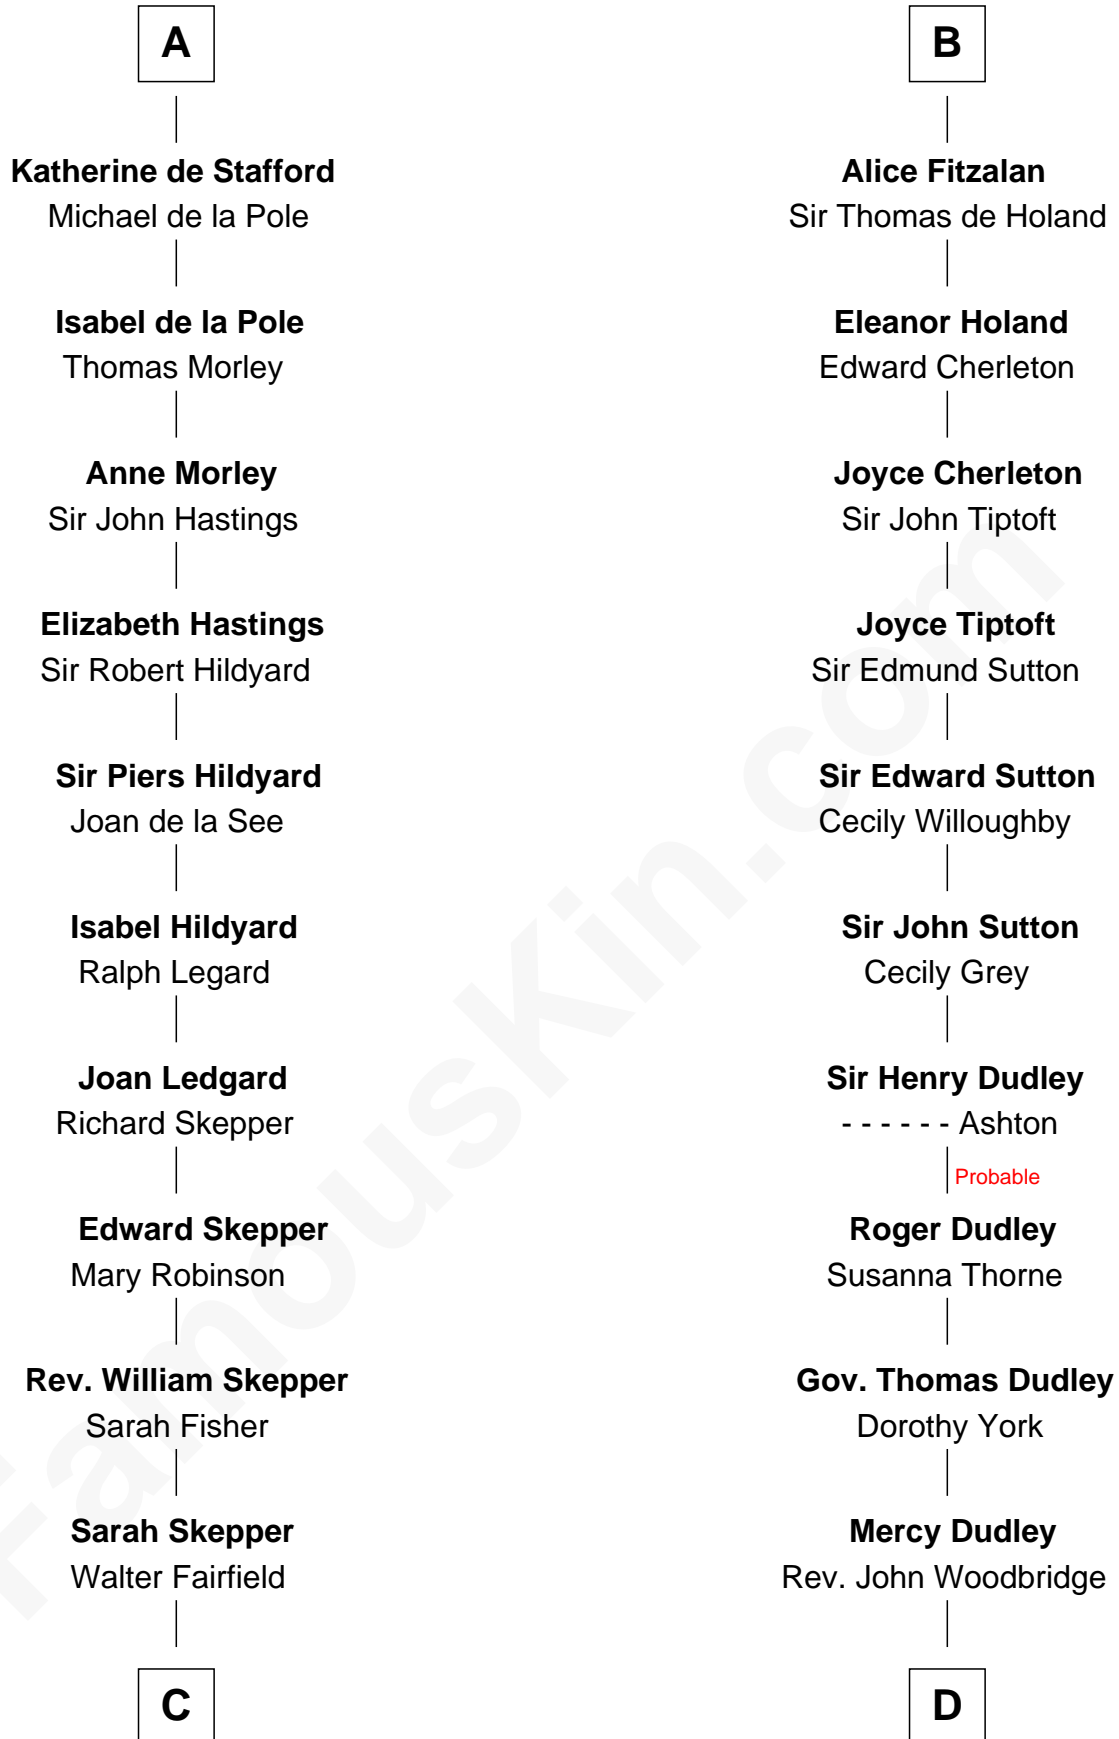 A
Katherine de Stafford
Michael de la Pole
Isabel de la Pole
Thomas Morley
Anne Morley
Sir John Hastings
Elizabeth Hastings
Sir Robert Hildyard
Sir Piers Hildyard
Joan de la See
Isabel Hildyard
Ralph Legard
Joan Ledgard
Richard Skepper
Edward Skepper
Mary Robinson
Rev. William Skepper
Sarah Fisher
Sarah Skepper
Walter Fairfield
C
B
Alice Fitzalan
Sir Thomas de Holand
Eleanor Holand
Edward Cherleton
Joyce Cherleton
Sir John Tiptoft
Joyce Tiptoft
Sir Edmund Sutton
Sir Edward Sutton
Cecily Willoughby
Sir John Sutton
Cecily Grey
Sir Henry Dudley
- - - - - - Ashton
Probable
Roger Dudley
Susanna Thorne
Gov. Thomas Dudley
Dorothy York
Mercy Dudley
Rev. John Woodbridge
D
FamousKin.com